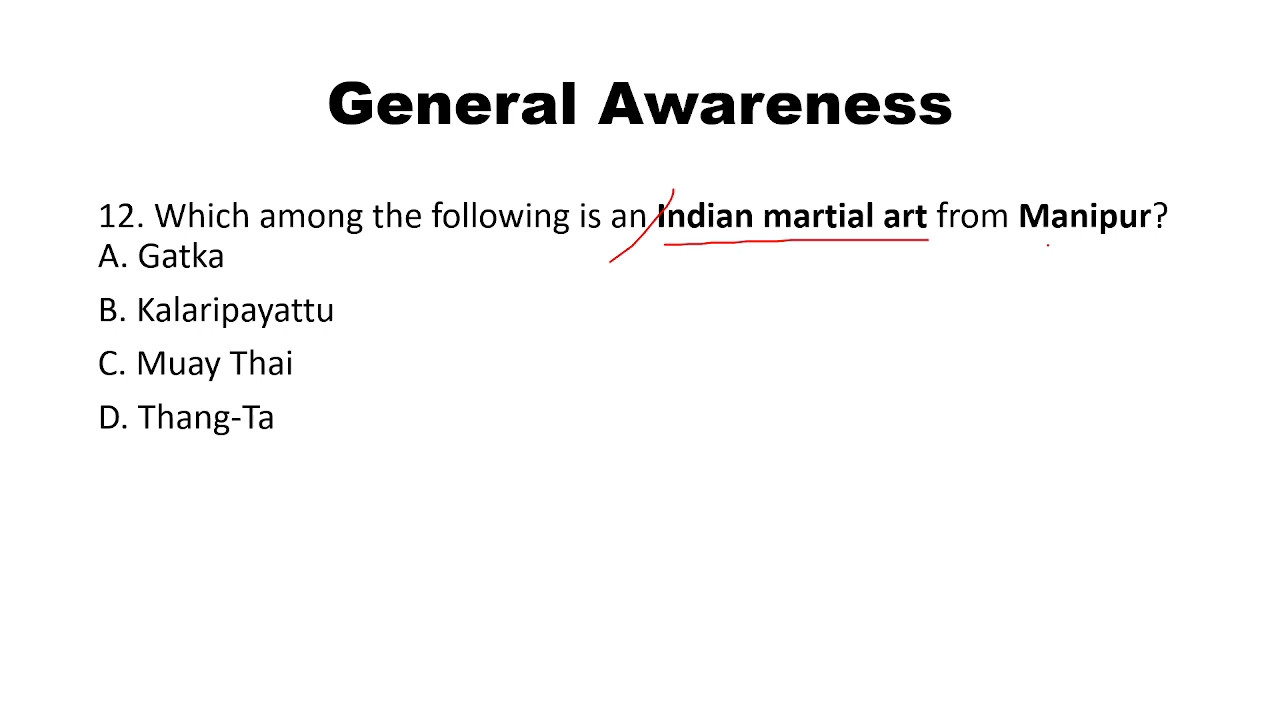 General Awareness
12. Which among the following is an Indian martial art from Manipur?
A. Gatka
B. Kalaripayattu
C. Muay Thai
D. Thang-Ta